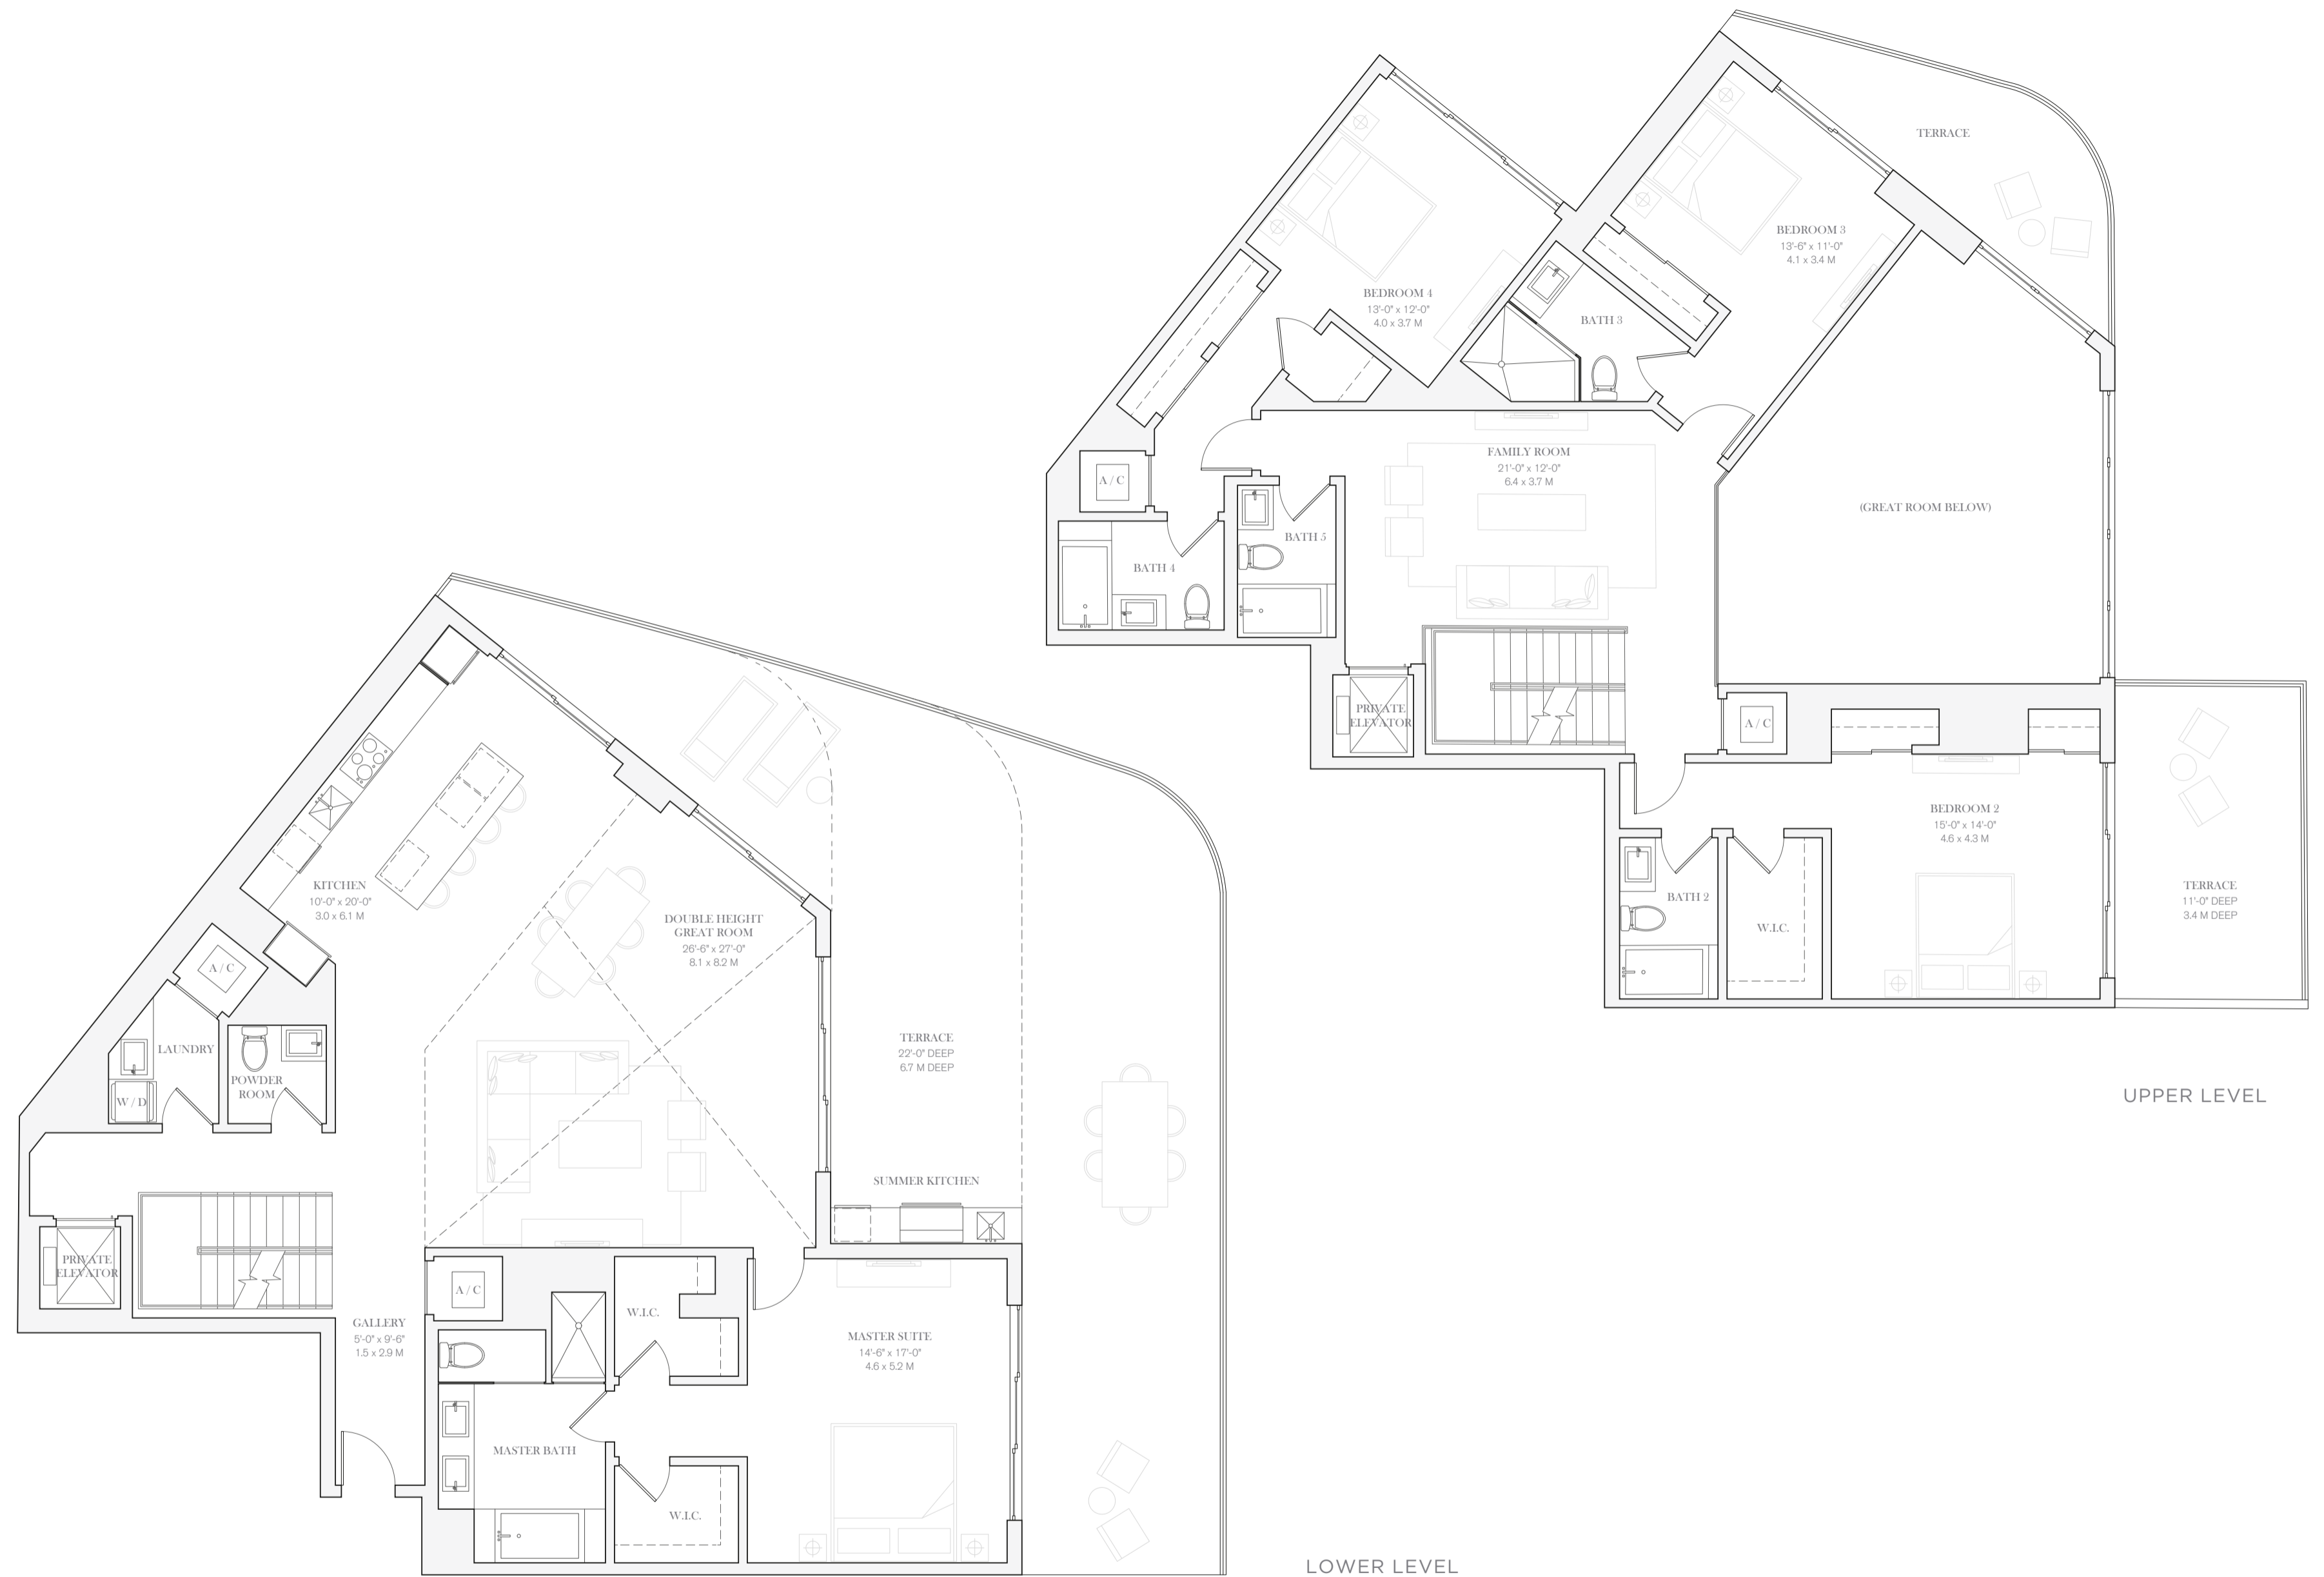 TERRACE
BEDROOM 3
13'-6" x 11'-0"
4.1 x 3.4 M
BEDROOM 4
13'-0" x 12'-0"
4.0 x 3.7 M
BATH 3
FAMILY ROOM
21'-0" x 12'-0"
6.4 x 3.7 M
A / C
(GREAT ROOM BELOW)
BATH 5
BATH 4
PRIVATE
ELEVATOR
A / C
BEDROOM 2
15'-0" x 14'-0"
4.6 x 4.3 M
BATH 2
W.I.C.
TERRACE
11'-0" DEEP
3.4 M DEEP
UPPER LEVEL
KITCHEN
10'-0" x 20'-0"
3.0 x 6.1 M
DOUBLE HEIGHT
GREAT ROOM
26'-6" x 27'-0"
8.1 x 8.2 M
A / C
LAUNDRY
POWDER
ROOM
W / D
TERRACE
22'-0" DEEP
6.7 M DEEP
SUMMER KITCHEN
PRIVATE
ELEVATOR
A / C
GALLERY
5'-0" x 9'-6"
1.5 x 2.9 M
W.I.C.
MASTER SUITE
14'-6" x 17'-0"
4.6 x 5.2 M
MASTER BATH
W.I.C.
LOWER LEVEL